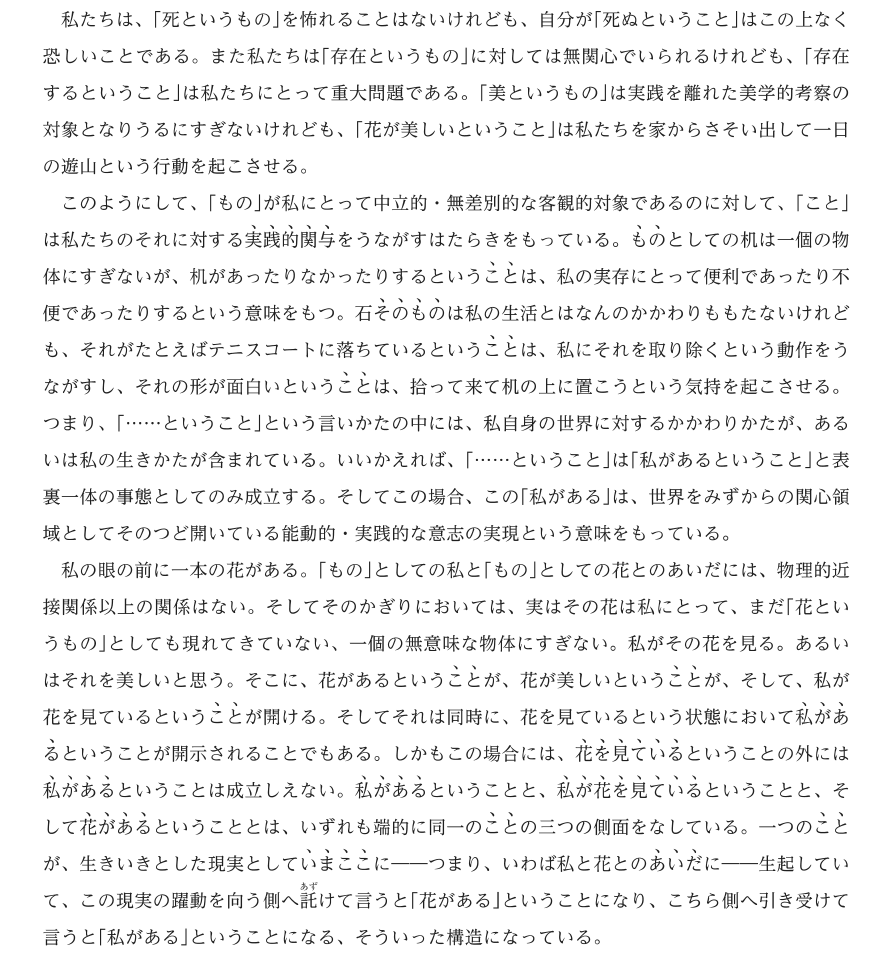 私たちは、「死というもの」を怖れることはないけれども、自分が「死ぬということ」はこの上なく
恐しいことである。また私たちは「存在というもの」に対しては無関心でいられるけれども、「存在
するということ」は私たちにとって重大問題である。「美というもの」は実践を離れた美学的考察の
対象となりうるにすぎないけれども、「花が美しいということ」は私たちを家からさそい出して一日
の遊山という行動を起こさせる。
このようにして、「もの」が私にとって中立的・無差別的な客観的対象であるのに対して、「こと」
は私たちのそれに対する実践的関与をうながすはたらきをもっている。ものとしての机は一個の物
体にすぎないが、机があったりなかったりするということは、私の実存にとって便利であったり不
便であったりするという意味をもつ。石そのものは私の生活とはなんのかかわりももたないけれど
も、それがたとえばテニスコートに落ちているということは、私にそれを取り除くという動作をう
ながすし、それの形が面白いということは、拾って来て机の上に置こうという気持を起こさせる。
つまり、「……ということ」という言いかたの中には、私自身の世界に対するかかわりかたが、ある
いは私の生きかたが含まれている。いいかえれば、「……ということ」は「私があるということ」と表
裏一体の事態としてのみ成立する。そしてこの場合、この「私がある」は、世界をみずからの関心領
域としてそのつど開いている能動的・実践的な意志の実現という意味をもっている。
私の眼の前に一本の花がある。「もの」としての私と「もの」としての花とのあいだには、物理的近
接関係以上の関係はない。そしてそのかぎりにおいては、実はその花は私にとって、まだ「花とい
うもの」としても現れてきていない、一個の無意味な物体にすぎない。私がその花を見る。あるい
はそれを美しいと思う。そこに、花があるということが、花が美しいということが、そして、私が
花を見ているということが開ける。そしてそれは同時に、花を見ているという状態において私があ
るということが開示されることでもある。しかもこの場合には、花を見ているということの外には
私があるということは成立しえない。私があるということと、私が花を見ているということと、そ
して花があるということとは、いずれも端的に同一のことの三つの側面をなしている。一つのこと
が、生きいきとした現実としていまここに――つまり、いわば私と花とのあいだに――生起してい
て、この現実の躍動を向う側へ託あずけて言うと「花がある」ということになり、こちら側へ引き受けて
言うと「私がある」ということになる、そういった構造になっている。